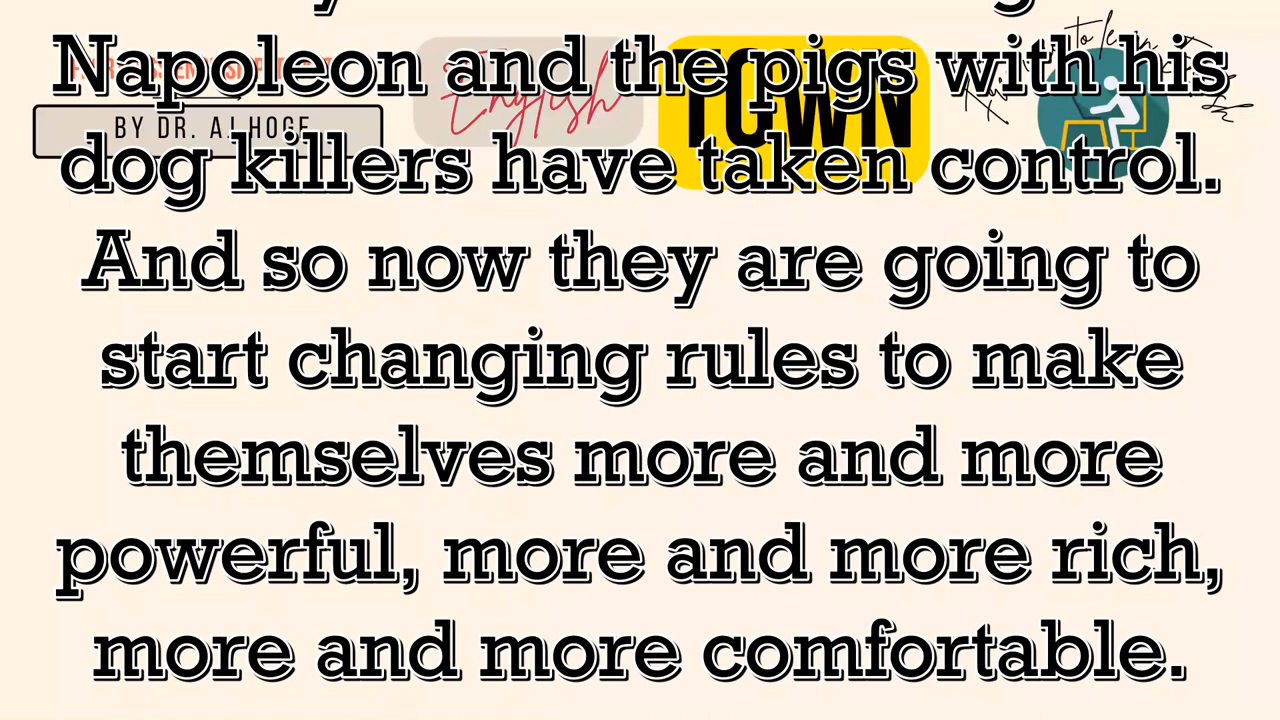 Napoleon and the pigs with his
English
TOWN
BY DR. AJ HOGE
dog killers have taken control.
And so now they are going to
start changing rules to make
themselves more and more
powerful, more and more rich,
more and more comfortable.